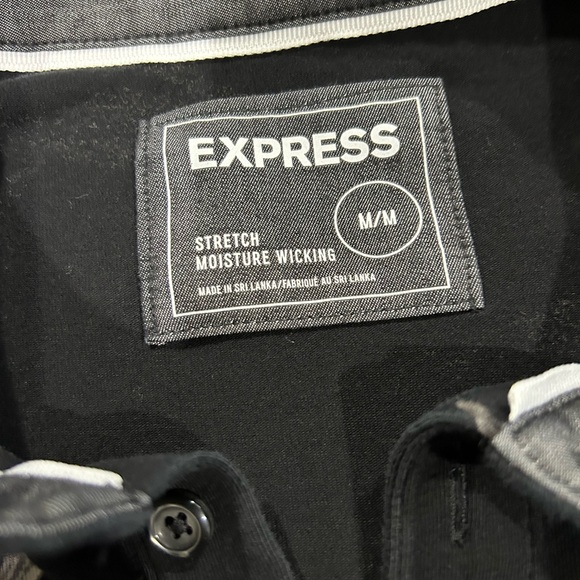 EXPRESS
M/M
STRETCH
MOISTURE WICKING
MADE IN SRI LANKA/FABRIQUÉ AU SRI LANKA